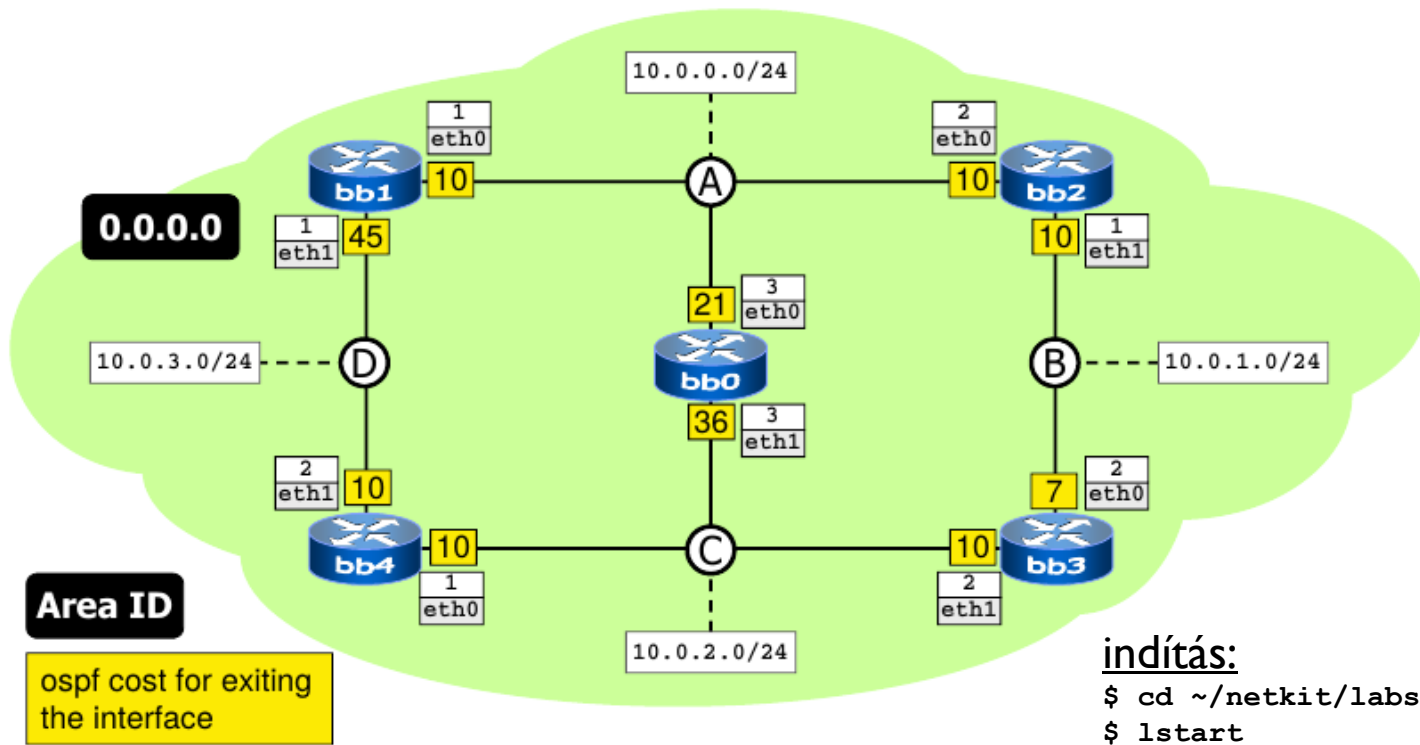 10.0.0.0/24
1
eth0
2
eth0
bb1
10
A
10
bb2
0.0.0.0
1
eth1
45
10
1
eth1
21
3
eth0
10.0.3.0/24
D
bb0
B
10.0.1.0/24
36
3
eth1
2
eth1
10
7
2
eth0
bb4
10
C
10
bb3
1
eth0
2
eth1
Area ID
10.0.2.0/24
ospf cost for exiting
the interface
indítás:
$ cd ~/netkit/labs
$ lstart